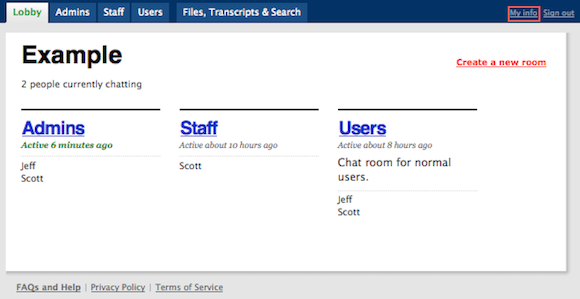 Lobby Admins Staff Users Files, Transcripts & Search My info Sign out
Example
Create a new room
2 people currently chatting
Admins
Active 6 minutes ago
Jeff
Scott
Staff
Active about 10 hours ago
Scott
Users
Active about 8 hours ago
Chat room for normal
users.
Jeff
Scott
FAQs and Help | Privacy Policy | Terms of Service